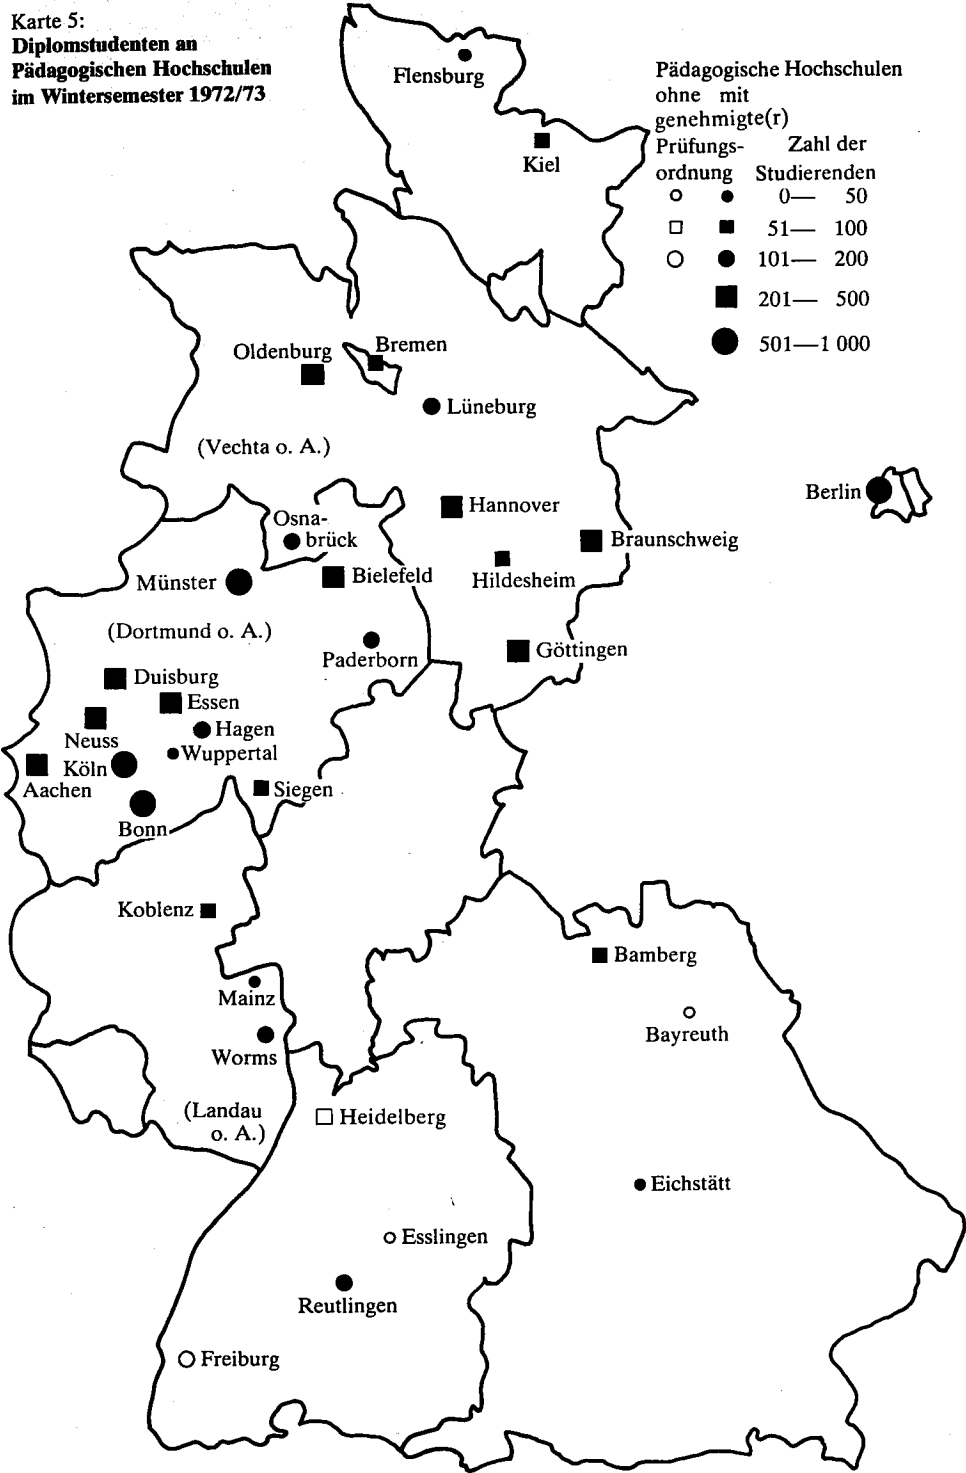 Karte 5:
Diplomstudenten an
Pädagogischen Hochschulen
im Wintersemester 1972/73
Pädagogische Hochschulen
ohne mit
genehmigte(r)
Prüfungs- Zahl der
ordnung Studierenden
0— 50
51— 100
101— 200
201— 500
501—1 000
Flensburg
Kiel
Oldenburg
Bremen
Lüneburg
(Vechta o. A.)
Berlin
Hannover
Osna-
brück
Braunschweig
Hildesheim
Münster
Bielefeld
(Dortmund o. A.)
Göttingen
Paderborn
Duisburg
Essen
Hagen
Neuss
Wuppertal
Köln
Aachen
Siegen
Bonn
Koblenz
Bamberg
Mainz
Bayreuth
Worms
(Landau
o. A.)
Heidelberg
Eichstätt
Esslingen
Reutlingen
Freiburg